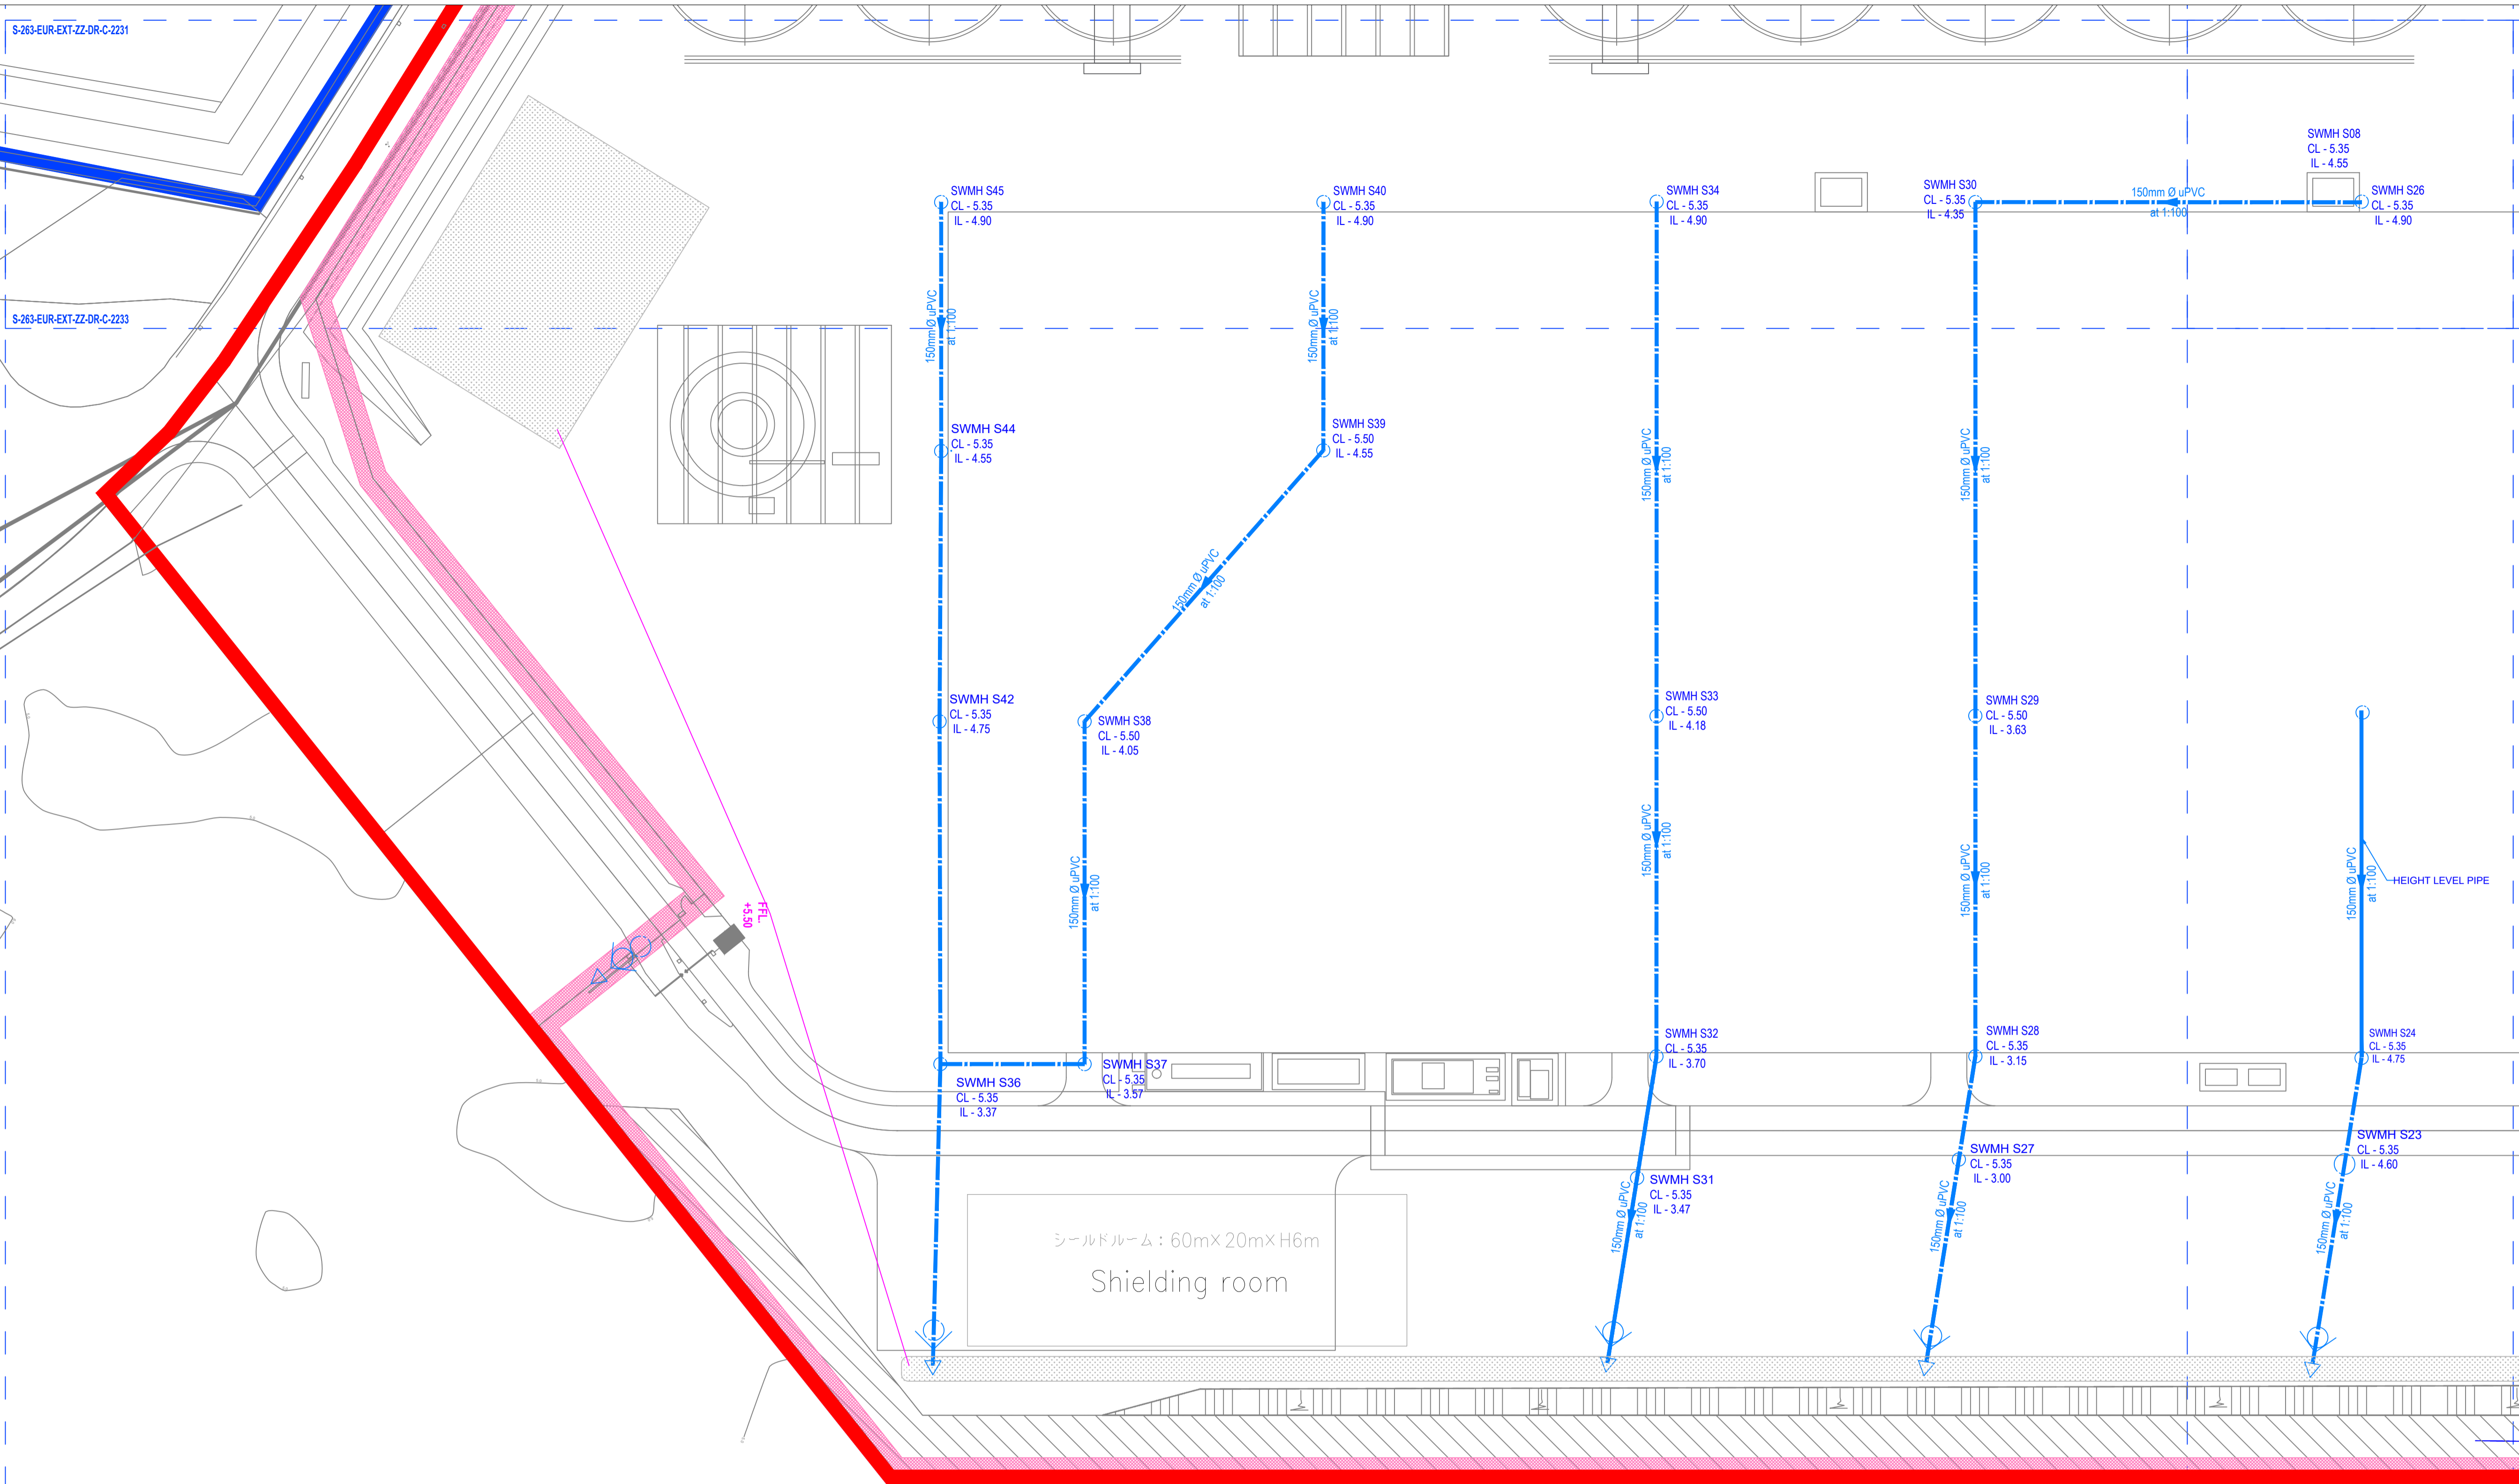 S-263-EUR-EXT-ZZ-DR-C-2231
SWMH S08
CL - 5.35
IL - 4.55
SWMH S45
CL - 5.35
IL - 4.90
SWMH S40
CL - 5.35
IL - 4.90
SWMH S34
CL - 5.35
IL - 4.90
SWMH S30
CL - 5.35
IL - 4.35
150mm Ø uPVC
at 1:100
SWMH S26
CL - 5.35
IL - 4.90
S-263-EUR-EXT-ZZ-DR-C-2233
150mm Ø uPVC
at 1:100
150mm Ø uPVC
at 1:100
SWMH S44
CL - 5.35
IL - 4.55
SWMH S39
CL - 5.50
IL - 4.55
150mm Ø uPVC
at 1:100
150mm Ø uPVC
at 1:100
150mm Ø uPVC
at 1:100
SWMH S42
CL - 5.35
IL - 4.75
SWMH S38
CL - 5.50
IL - 4.05
SWMH S33
CL - 5.50
IL - 4.18
SWMH S29
CL - 5.50
IL - 3.63
150mm Ø uPVC
at 1:100
150mm Ø uPVC
at 1:100
150mm Ø uPVC
at 1:100
150mm Ø uPVC
at 1:100
HEIGHT LEVEL PIPE
FFL.
+5.50
SWMH S36
CL - 5.35
IL - 3.37
SWMH S37
CL - 5.35
IL - 3.57
SWMH S32
CL - 5.35
IL - 3.70
SWMH S28
CL - 5.35
IL - 3.15
SWMH S24
CL - 5.35
IL - 4.75
SWMH S31
CL - 5.35
IL - 3.47
SWMH S27
CL - 5.35
IL - 3.00
SWMH S23
CL - 5.35
IL - 4.60
150mm Ø uPVC
at 1:100
150mm Ø uPVC
at 1:100
150mm Ø uPVC
at 1:100
シールドルーム：60m×20m×H6m
Shielding room